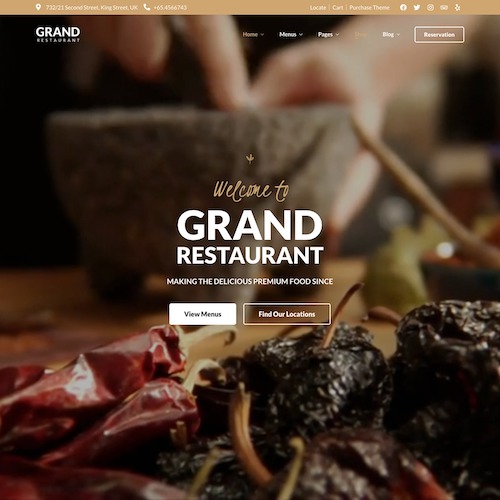 732/21 Second Street, King Street, UK +65.4566743 Locate Cart Purchase Theme
GRAND
RESTAURANT
Home Menus Pages Blog Reservation
Welcome to
GRAND
RESTAURANT
MAKING THE DELICIOUS PREMIUM FOOD SINCE
View Menus Find Our Locations